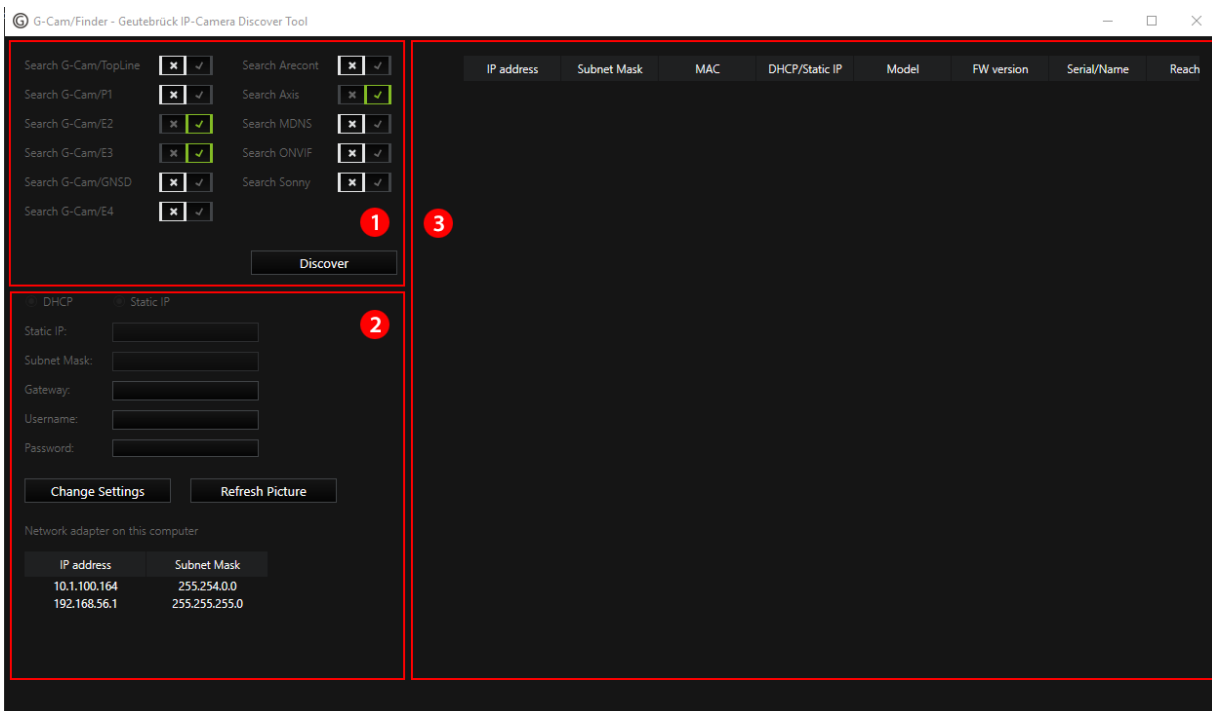 G-Cam/Finder - Geutebrück IP-Camera Discover Tool
Search G-Cam/TopLine
Search Arecont
Search G-Cam/P1
Search Axis
Search G-Cam/E2
Search MDNS
Search G-Cam/E3
Search ONVIF
Search G-Cam/GNSD
Search Sony
Search G-Cam/E4
1
Discover
DHCP
Static IP
2
Static IP:
Subnet Mask:
Gateway:
Username:
Password:
Change Settings
Refresh Picture
Network adapter on this computer
IP address Subnet Mask
10.1.100.164 255.254.0.0
192.168.56.1 255.255.255.0
3
IP address Subnet Mask MAC DHCP/Static IP Model FW version Serial/Name Reach